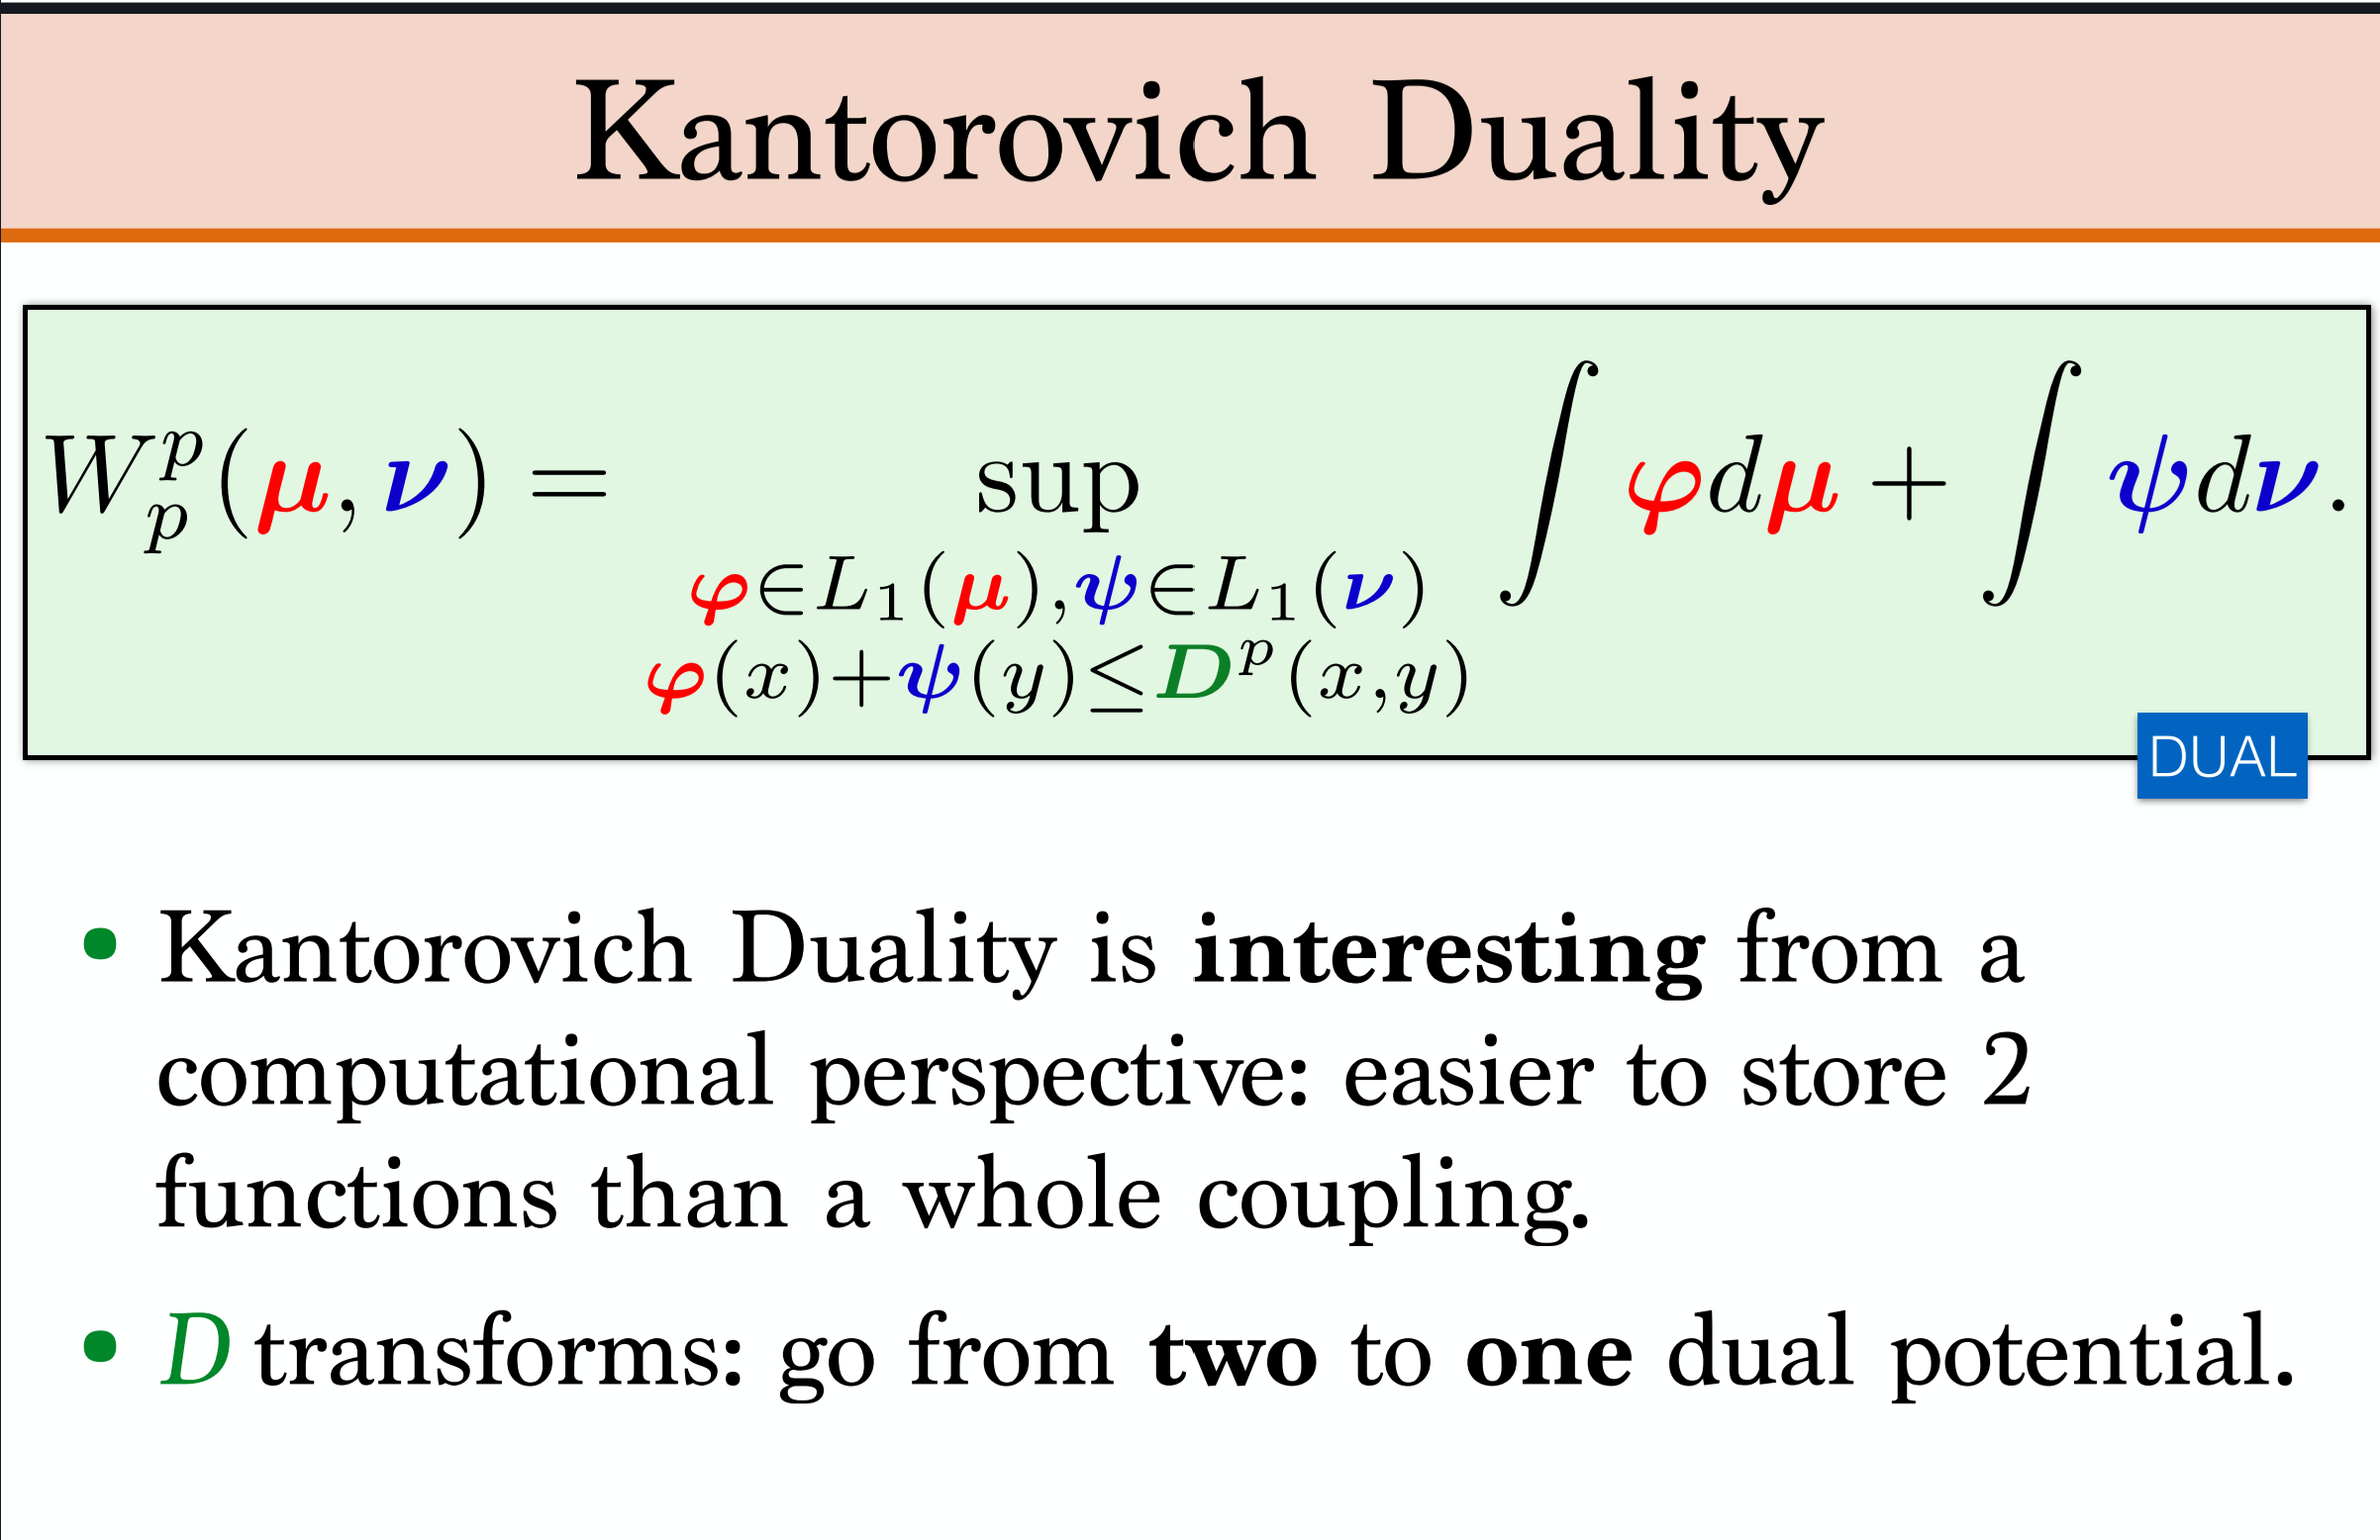 Kantorovich Duality
W_p^p(μ, ν) = sup ∫ φdμ + ∫ ψdν.
φ∈L_1(μ),ψ∈L_1(ν)
φ(x)+ψ(y)≤D^p(x,y)
DUAL
• Kantorovich Duality is interesting from a
computational perspective: easier to store 2
functions than a whole coupling.
• D transforms: go from two to one dual potential.